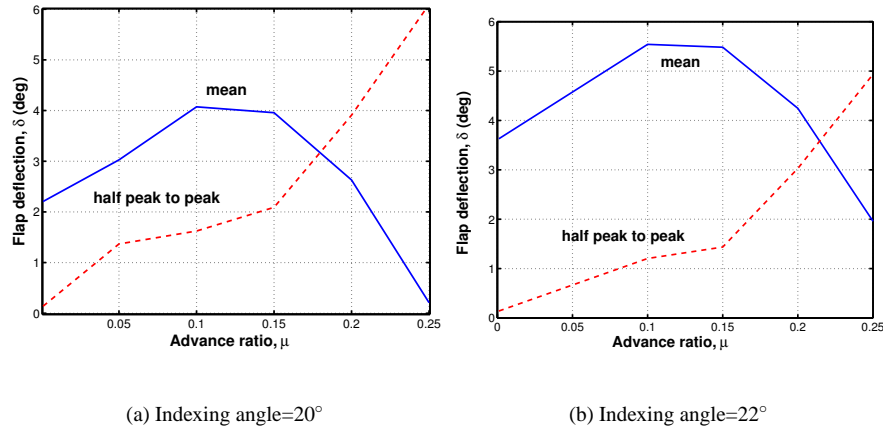 6
5
4
3
2
1
0
Flap deflection, δ (deg)
mean
half peak to peak
0.05 0.1 0.15 0.2 0.25
Advance ratio, μ
(a) Indexing angle=20°
6
5
4
3
2
1
0
Flap deflection, δ (deg)
mean
half peak to peak
0 0.05 0.1 0.15 0.2 0.25
Advance ratio, μ
(b) Indexing angle=22°